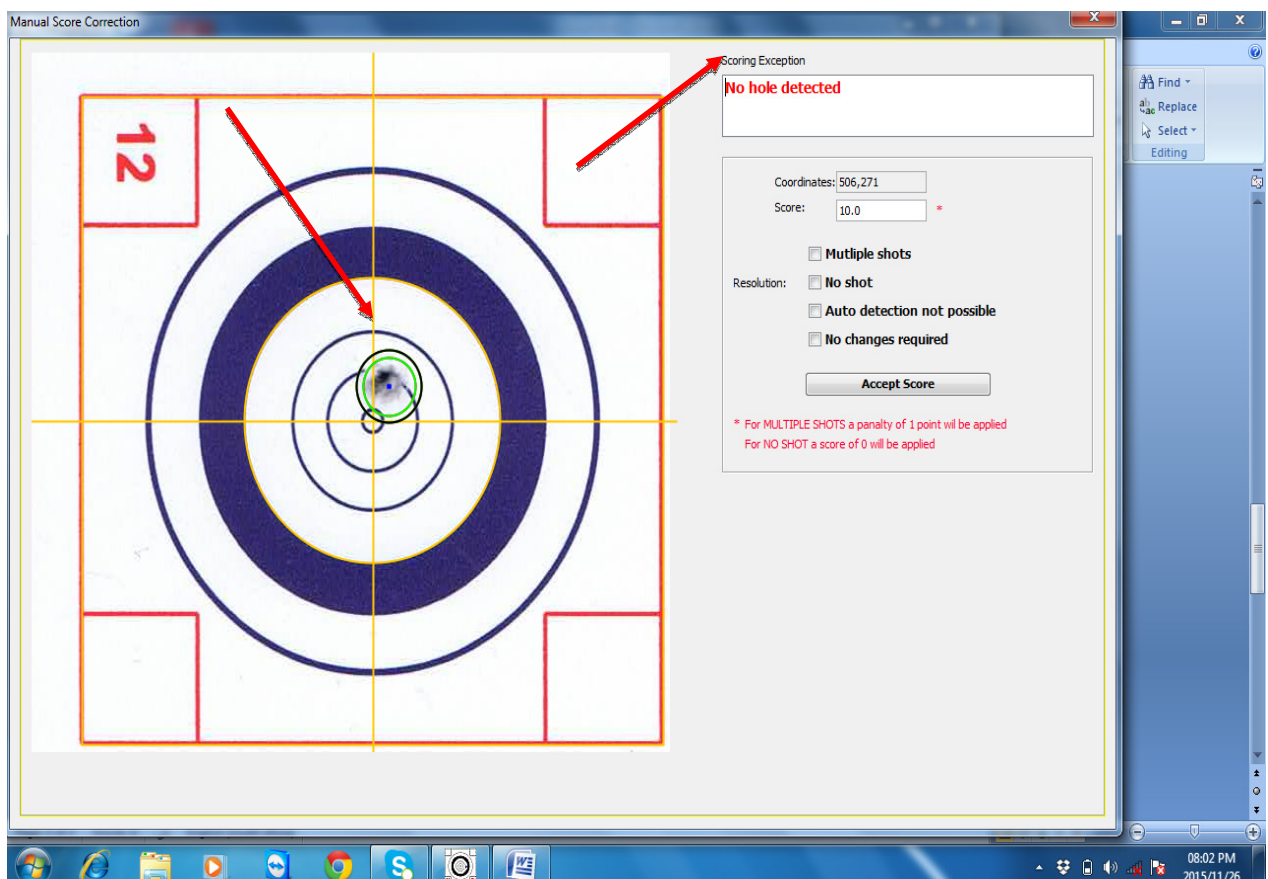 Manual Score Correction
Scoring Exception
No hole detected
12
Coordinates: 506,271
Score: 10.0 *
Mutliple shots
Resolution: No shot
Auto detection not possible
No changes required
Accept Score
* For MULTIPLE SHOTS a panalty of 1 point wil be applied
For NO SHOT a score of 0 will be applied
Find
Replace
Select
Editing
08:02 PM
2015/11/26